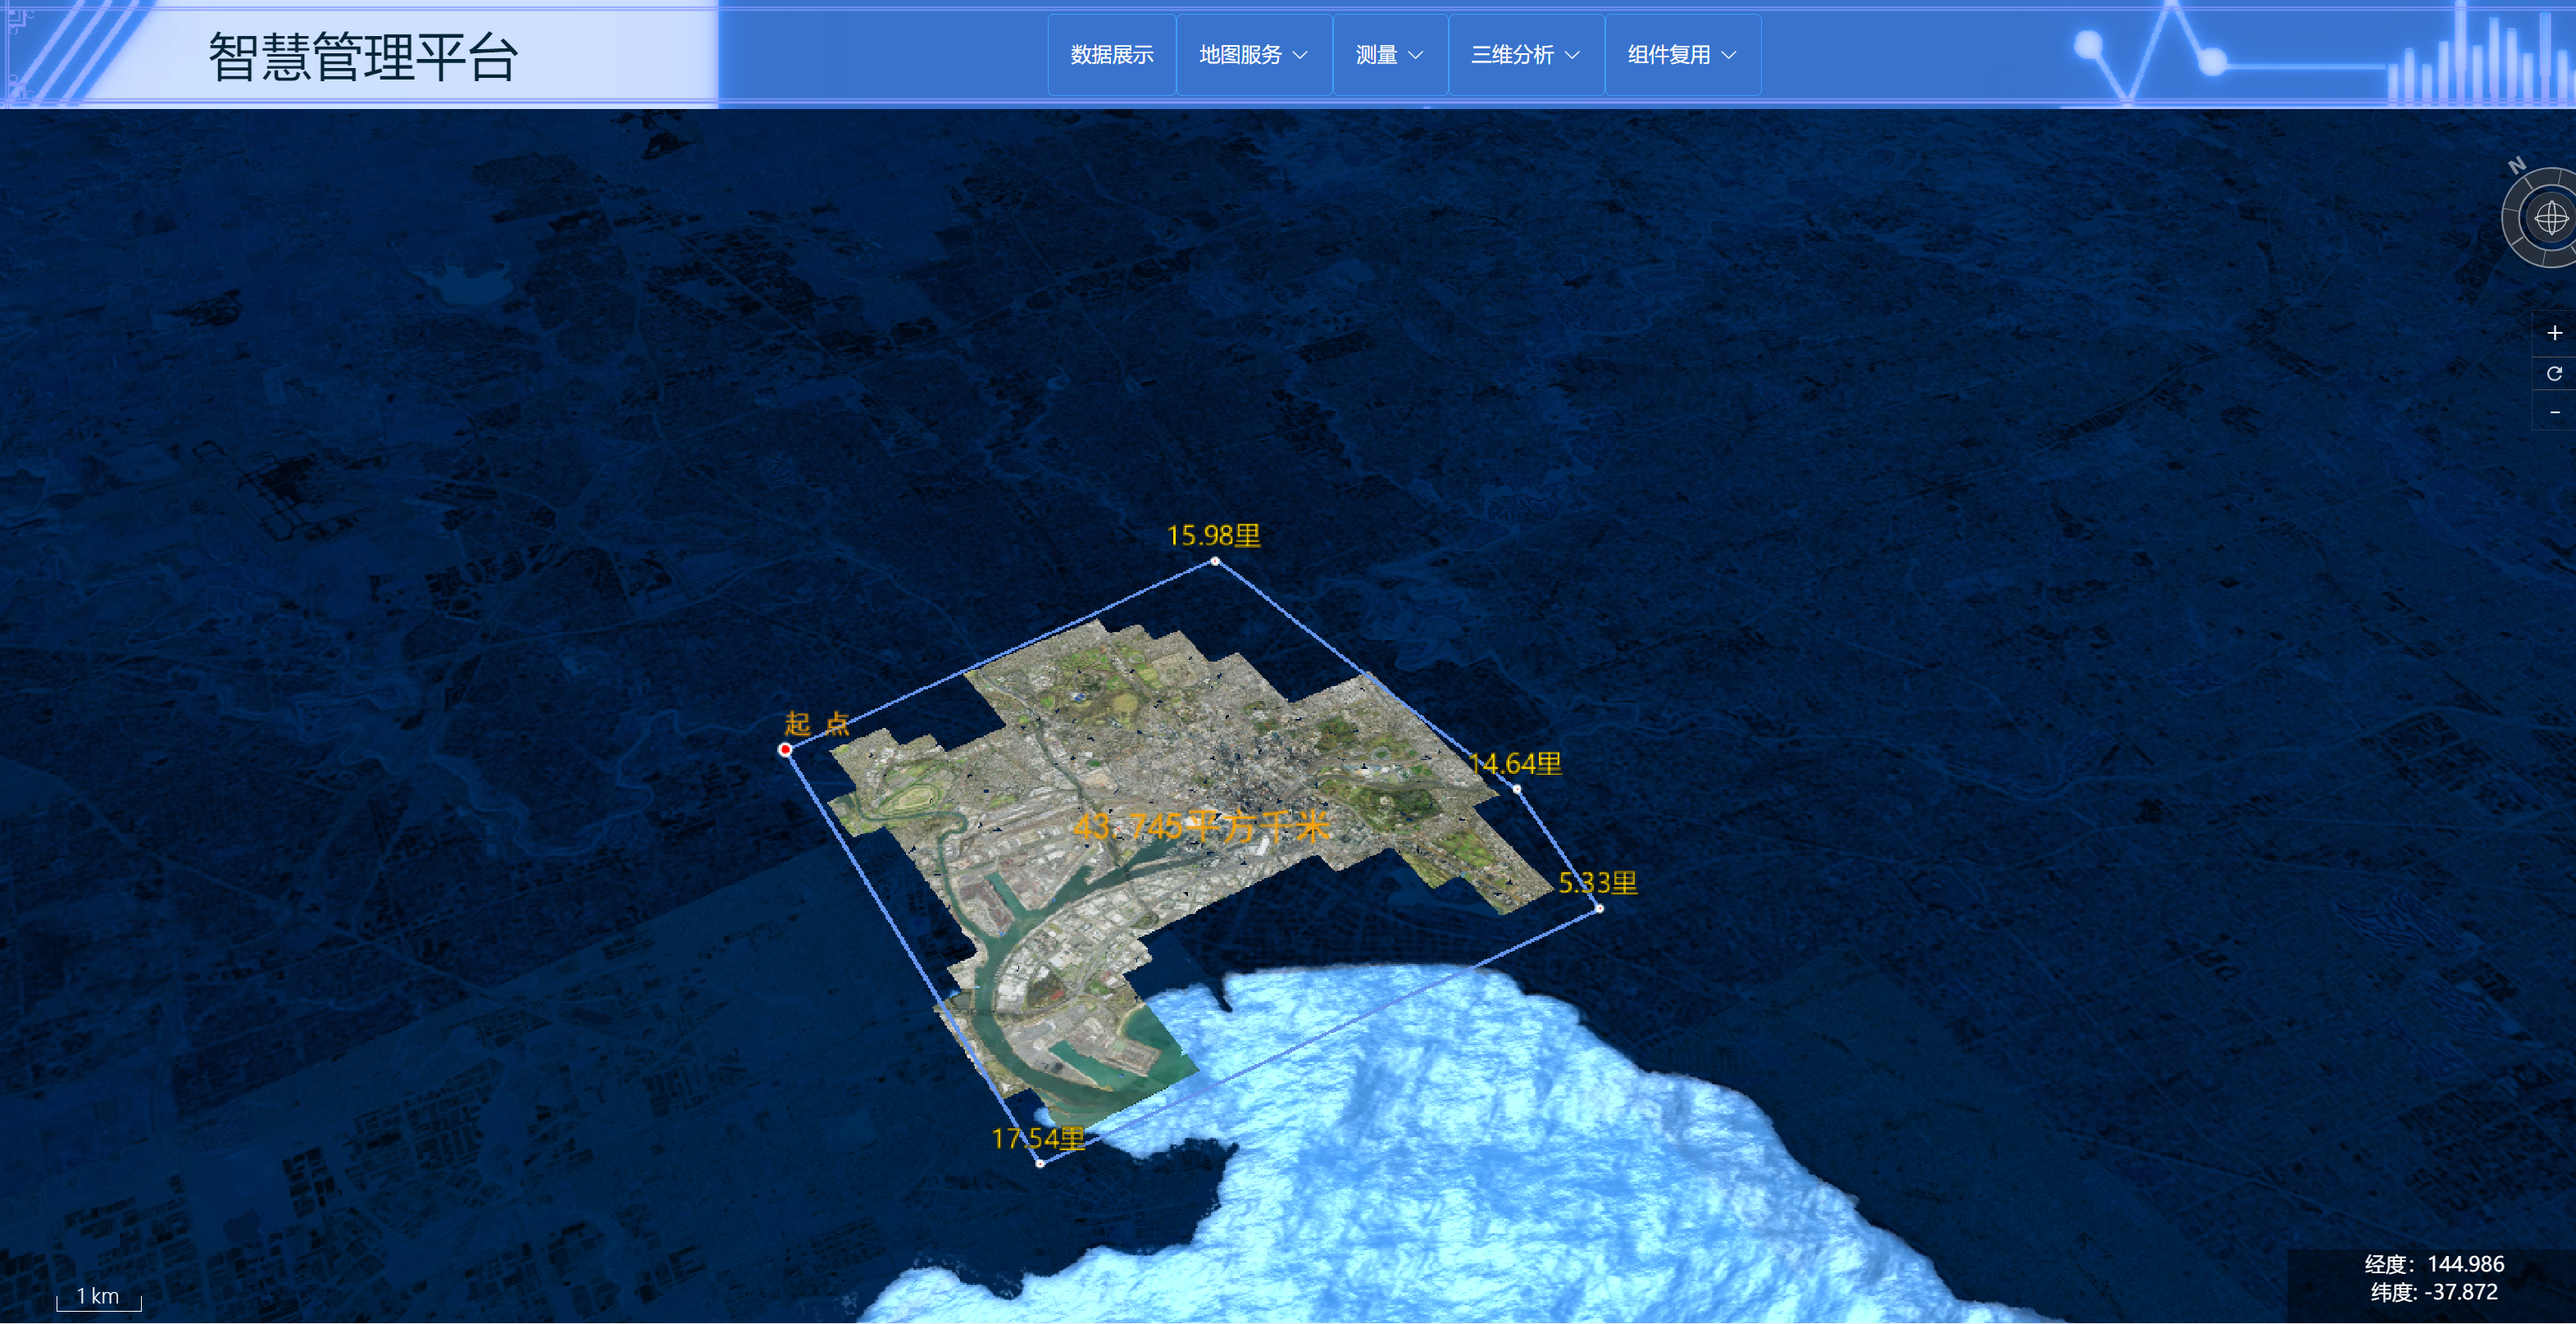 智慧管理平台
数据展示
地图服务
测量
三维分析
组件复用
N
15.98里
起 点
14.64里
43.745平方千米
5.33里
17.54里
1 km
经度：144.986
纬度: -37.872